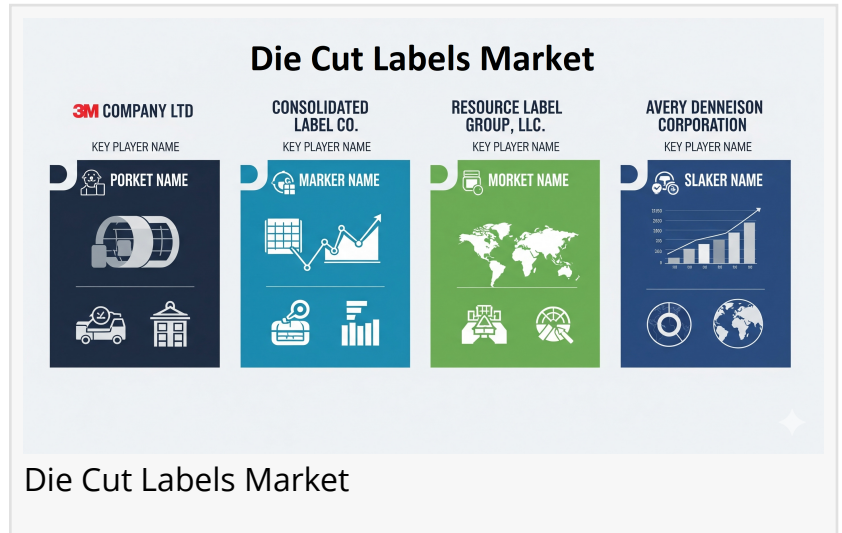 Die Cut Labels Market
3M COMPANY LTD
KEY PLAYER NAME
PORKET NAME
CONSOLIDATED
LABEL CO.
KEY PLAYER NAME
MARKER NAME
RESOURCE LABEL
GROUP, LLC.
KEY PLAYER NAME
MORKET NAME
AVERY DENNEISON
CORPORATION
KEY PLAYER NAME
SLAKER NAME
Die Cut Labels Market